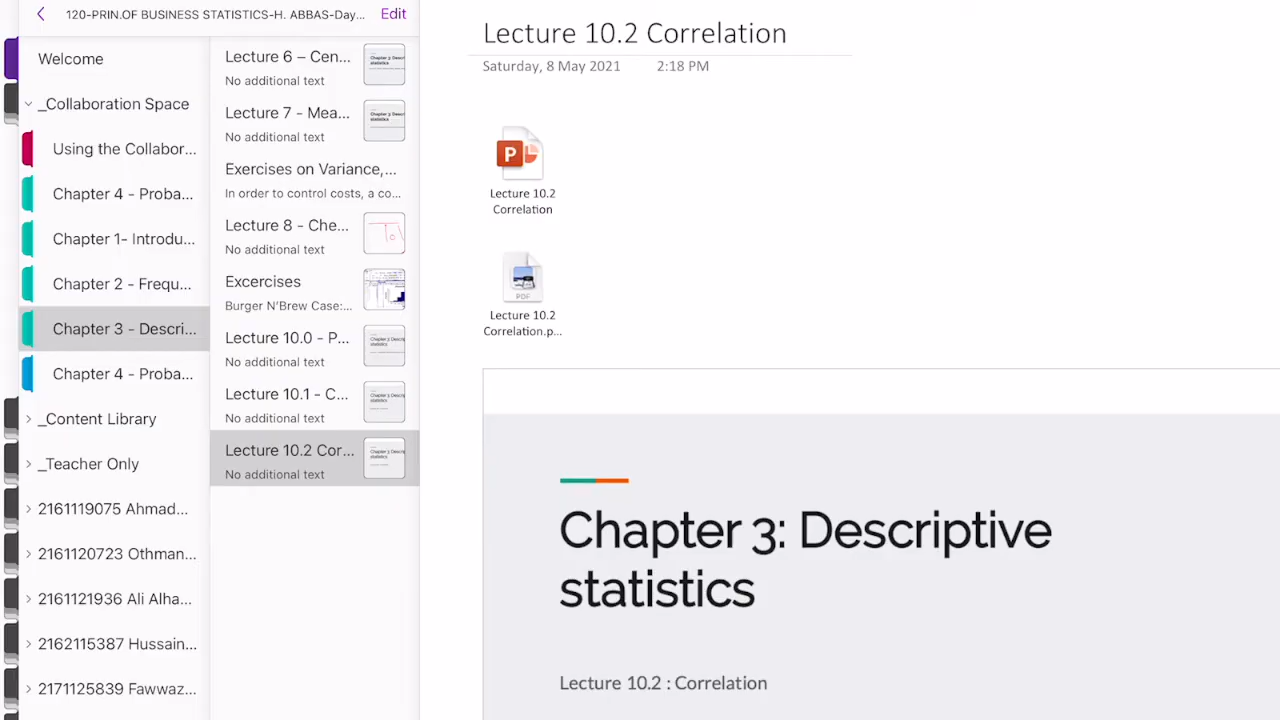 120-PRIN.OF BUSINESS STATISTICS-H. ABBAS-Day...
Edit
Welcome
_Collaboration Space
Using the Collabor...
Chapter 4 - Proba...
Chapter 1- Introdu...
Chapter 2 - Frequ...
Chapter 3 - Descri...
Chapter 4 - Proba...
_Content Library
_Teacher Only
2161119075 Ahmad...
2161120723 Othman...
2161121936 Ali Alha...
2162115387 Hussain...
2171125839 Fawwaz...
Lecture 6 – Cen...
No additional text
Lecture 7 - Mea...
No additional text
Exercises on Variance,...
In order to control costs, a co...
Lecture 8 - Che...
No additional text
Excercises
Burger N'Brew Case:...
Lecture 10.0 - P...
No additional text
Lecture 10.1 - C...
No additional text
Lecture 10.2 Cor...
No additional text
Lecture 10.2 Correlation
Saturday, 8 May 2021 2:18 PM
P
Lecture 10.2
Correlation
PDF
Lecture 10.2
Correlation.p...
Chapter 3: Descriptive
statistics
Lecture 10.2 : Correlation